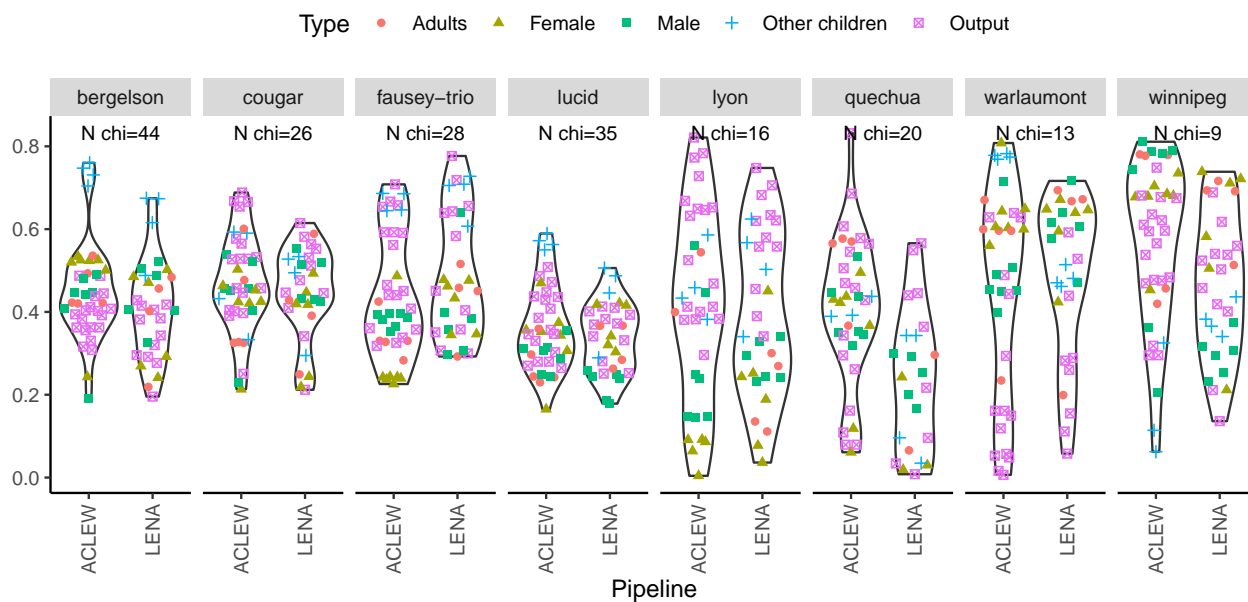 Type Adults Female Male Other children Output
bergelson cougar fausey−trio lucid lyon quechua warlaumont winnipeg
N chi=44 N chi=26 N chi=28 N chi=35 N chi=16 N chi=20 N chi=13 N chi=9
0.8
0.6
0.4
0.2
0.0
ACLEW LENA ACLEW LENA ACLEW LENA ACLEW LENA ACLEW LENA ACLEW LENA ACLEW LENA ACLEW LENA
Pipeline